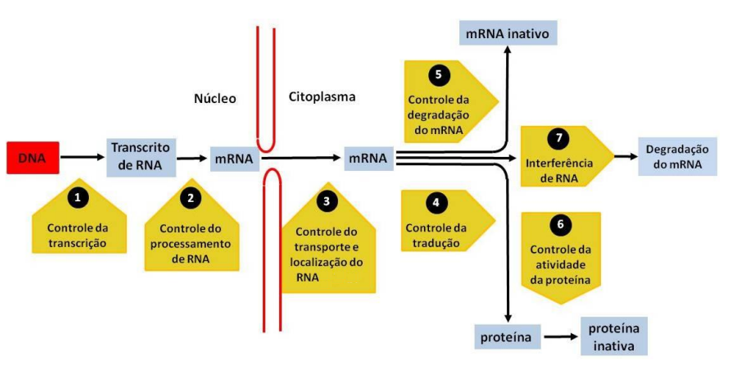 mRNA inativo
5
Controle da
degradação
do mRNA
Núcleo
Citoplasma
7
Interferência
de RNA
Degradação
do mRNA
DNA
Transcrito
de RNA
mRNA
mRNA
1
Controle da
transcrição
2
Controle do
processamento
de RNA
3
Controle do
transporte e
localização do
RNA
4
Controle da
tradução
6
Controle da
atividade
da proteína
proteína
proteína
inativa